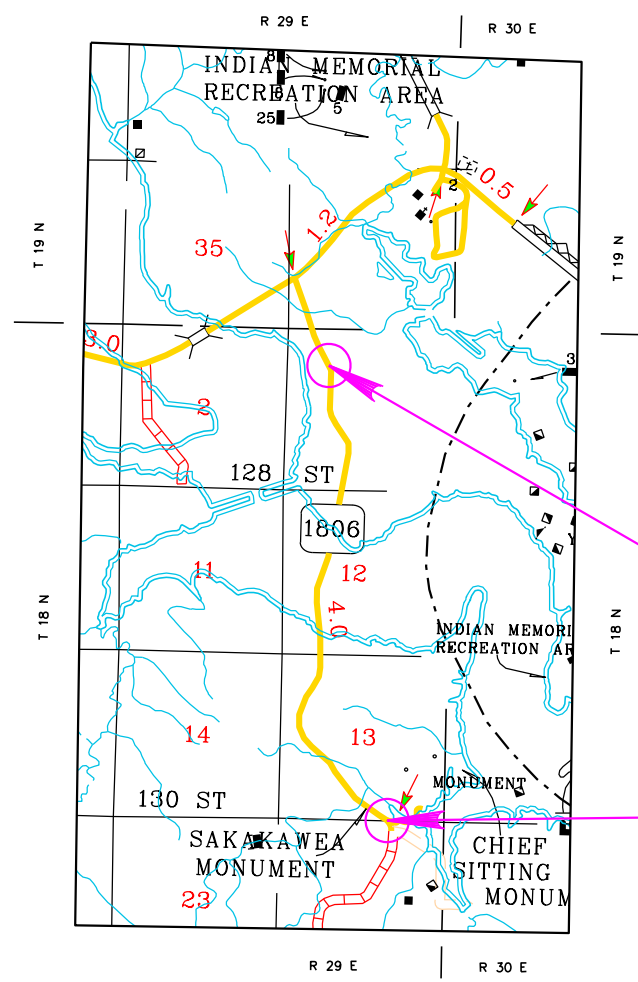 R 29 E
R 30 E
8
INDIAN MEMORIAL
8
RECREATION AREA
5
25
2
0.5
1.2
35
T 19 N
T 19 N
3.0
3
2
128 ST
1806
11
12
4.0
T 18 N
T 18 N
INDIAN MEMORI
RECREATION AR
14
13
MONUMENT
130 ST
SAKAKAWEA
MONUMENT
CHIEF
SITTING
MONUM
23
R 29 E
R 30 E